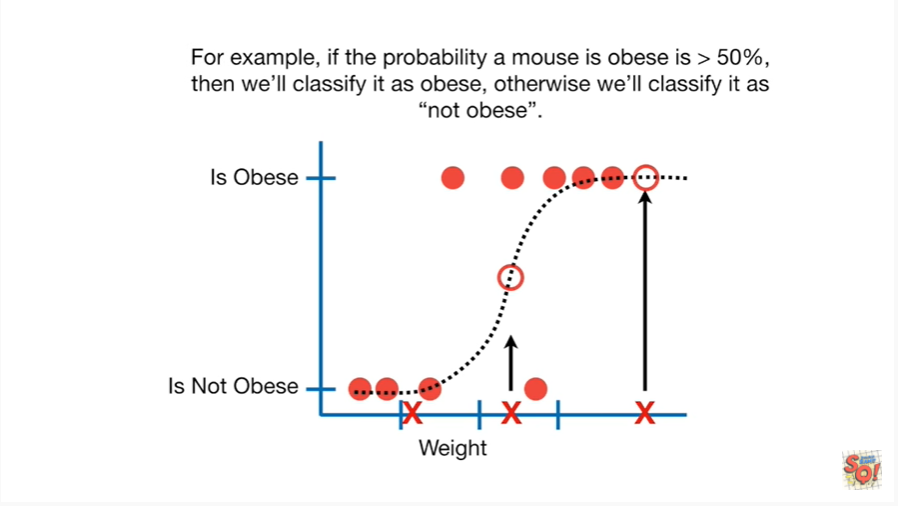 For example, if the probability a mouse is obese is > 50%,
then we’ll classify it as obese, otherwise we’ll classify it as
“not obese”.
Is Obese
Is Not Obese
X X X
Weight
SQ!